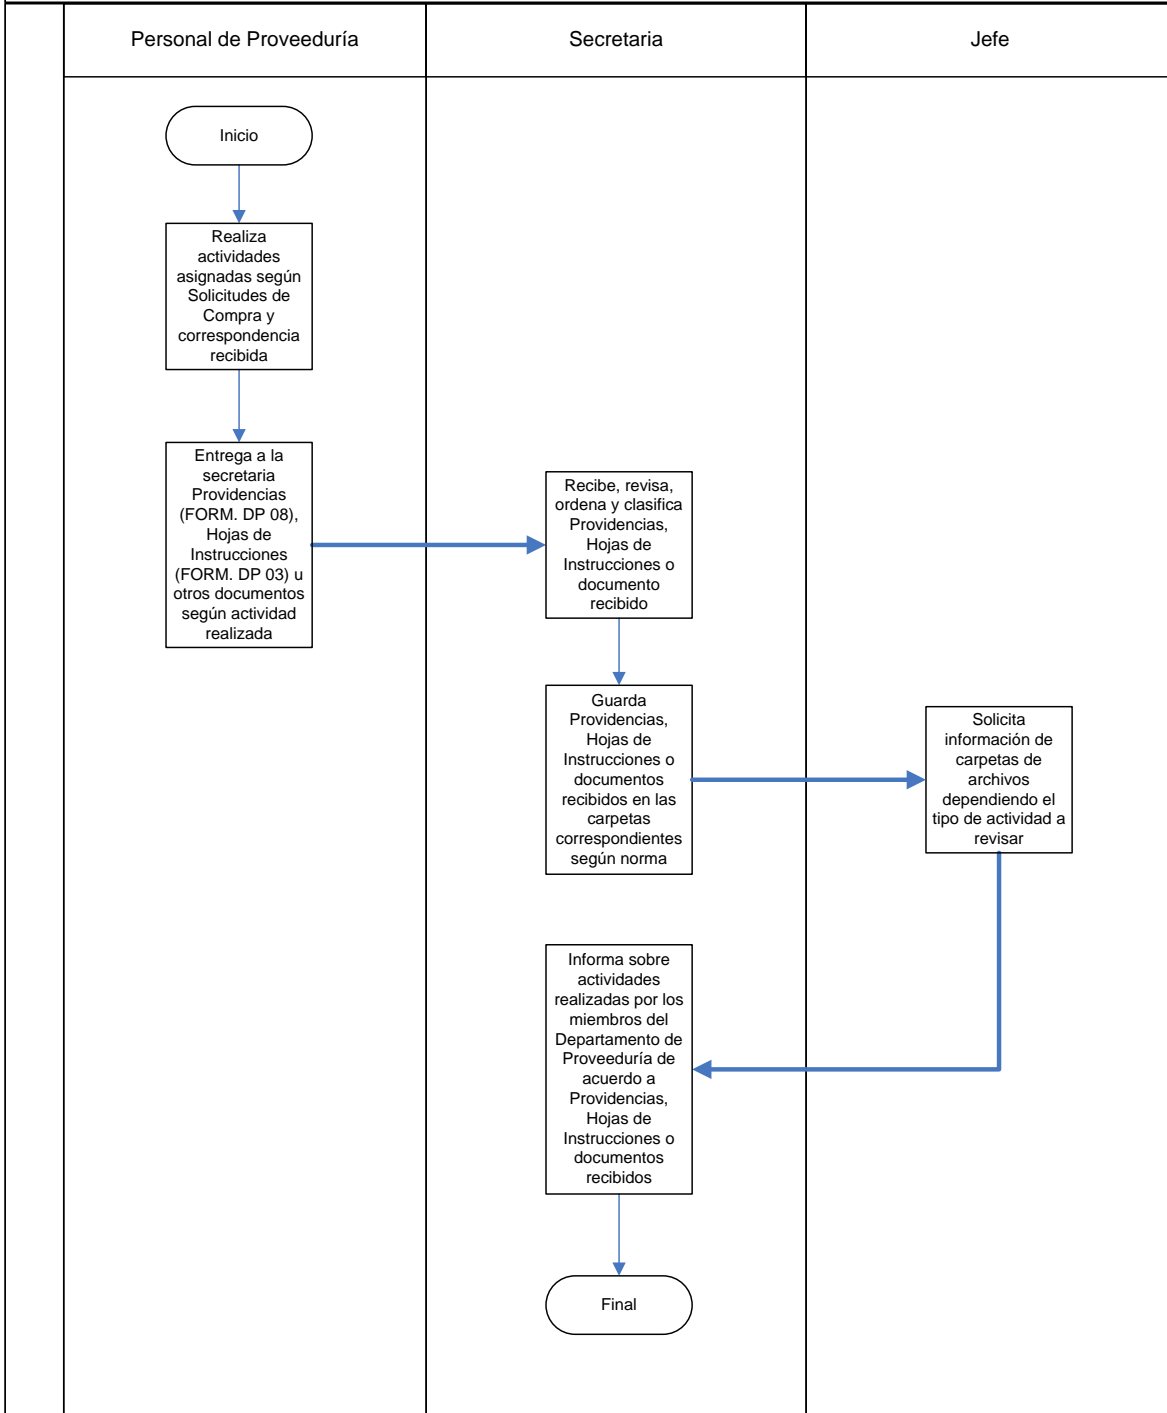 Personal de Proveeduría
Secretaria
Jefe
Inicio
Realiza
actividades
asignadas según
Solicitudes de
Compra y
correspondencia
recibida
Entrega a la
secretaria
Providencias
(FORM. DP 08),
Hojas de
Instrucciones
(FORM. DP 03) u
otros documentos
según actividad
realizada
Recibe, revisa,
ordena y clasifica
Providencias,
Hojas de
Instrucciones o
documento
recibido
Guarda
Providencias,
Hojas de
Instrucciones o
documentos
recibidos en las
carpetas
correspondientes
según norma
Solicita
información de
carpetas de
archivos
dependiendo el
tipo de actividad a
revisar
Informa sobre
actividades
realizadas por los
miembros del
Departamento de
Proveeduría de
acuerdo a
Providencias,
Hojas de
Instrucciones o
documentos
recibidos
Final